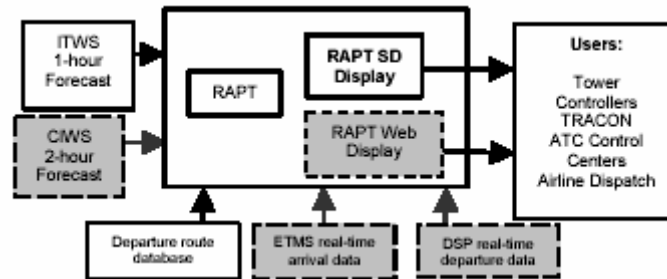 ITWS
1-hour
Forecast
CIWS
2-hour
Forecast
RAPT
RAPT SD
Display
RAPT Web
Display
Users:
Tower
Controllers
TRACON
ATC Control
Centers
Airline Dispatch
Departure route
database
ETMS real-time
arrival data
DSP real-time
departure data